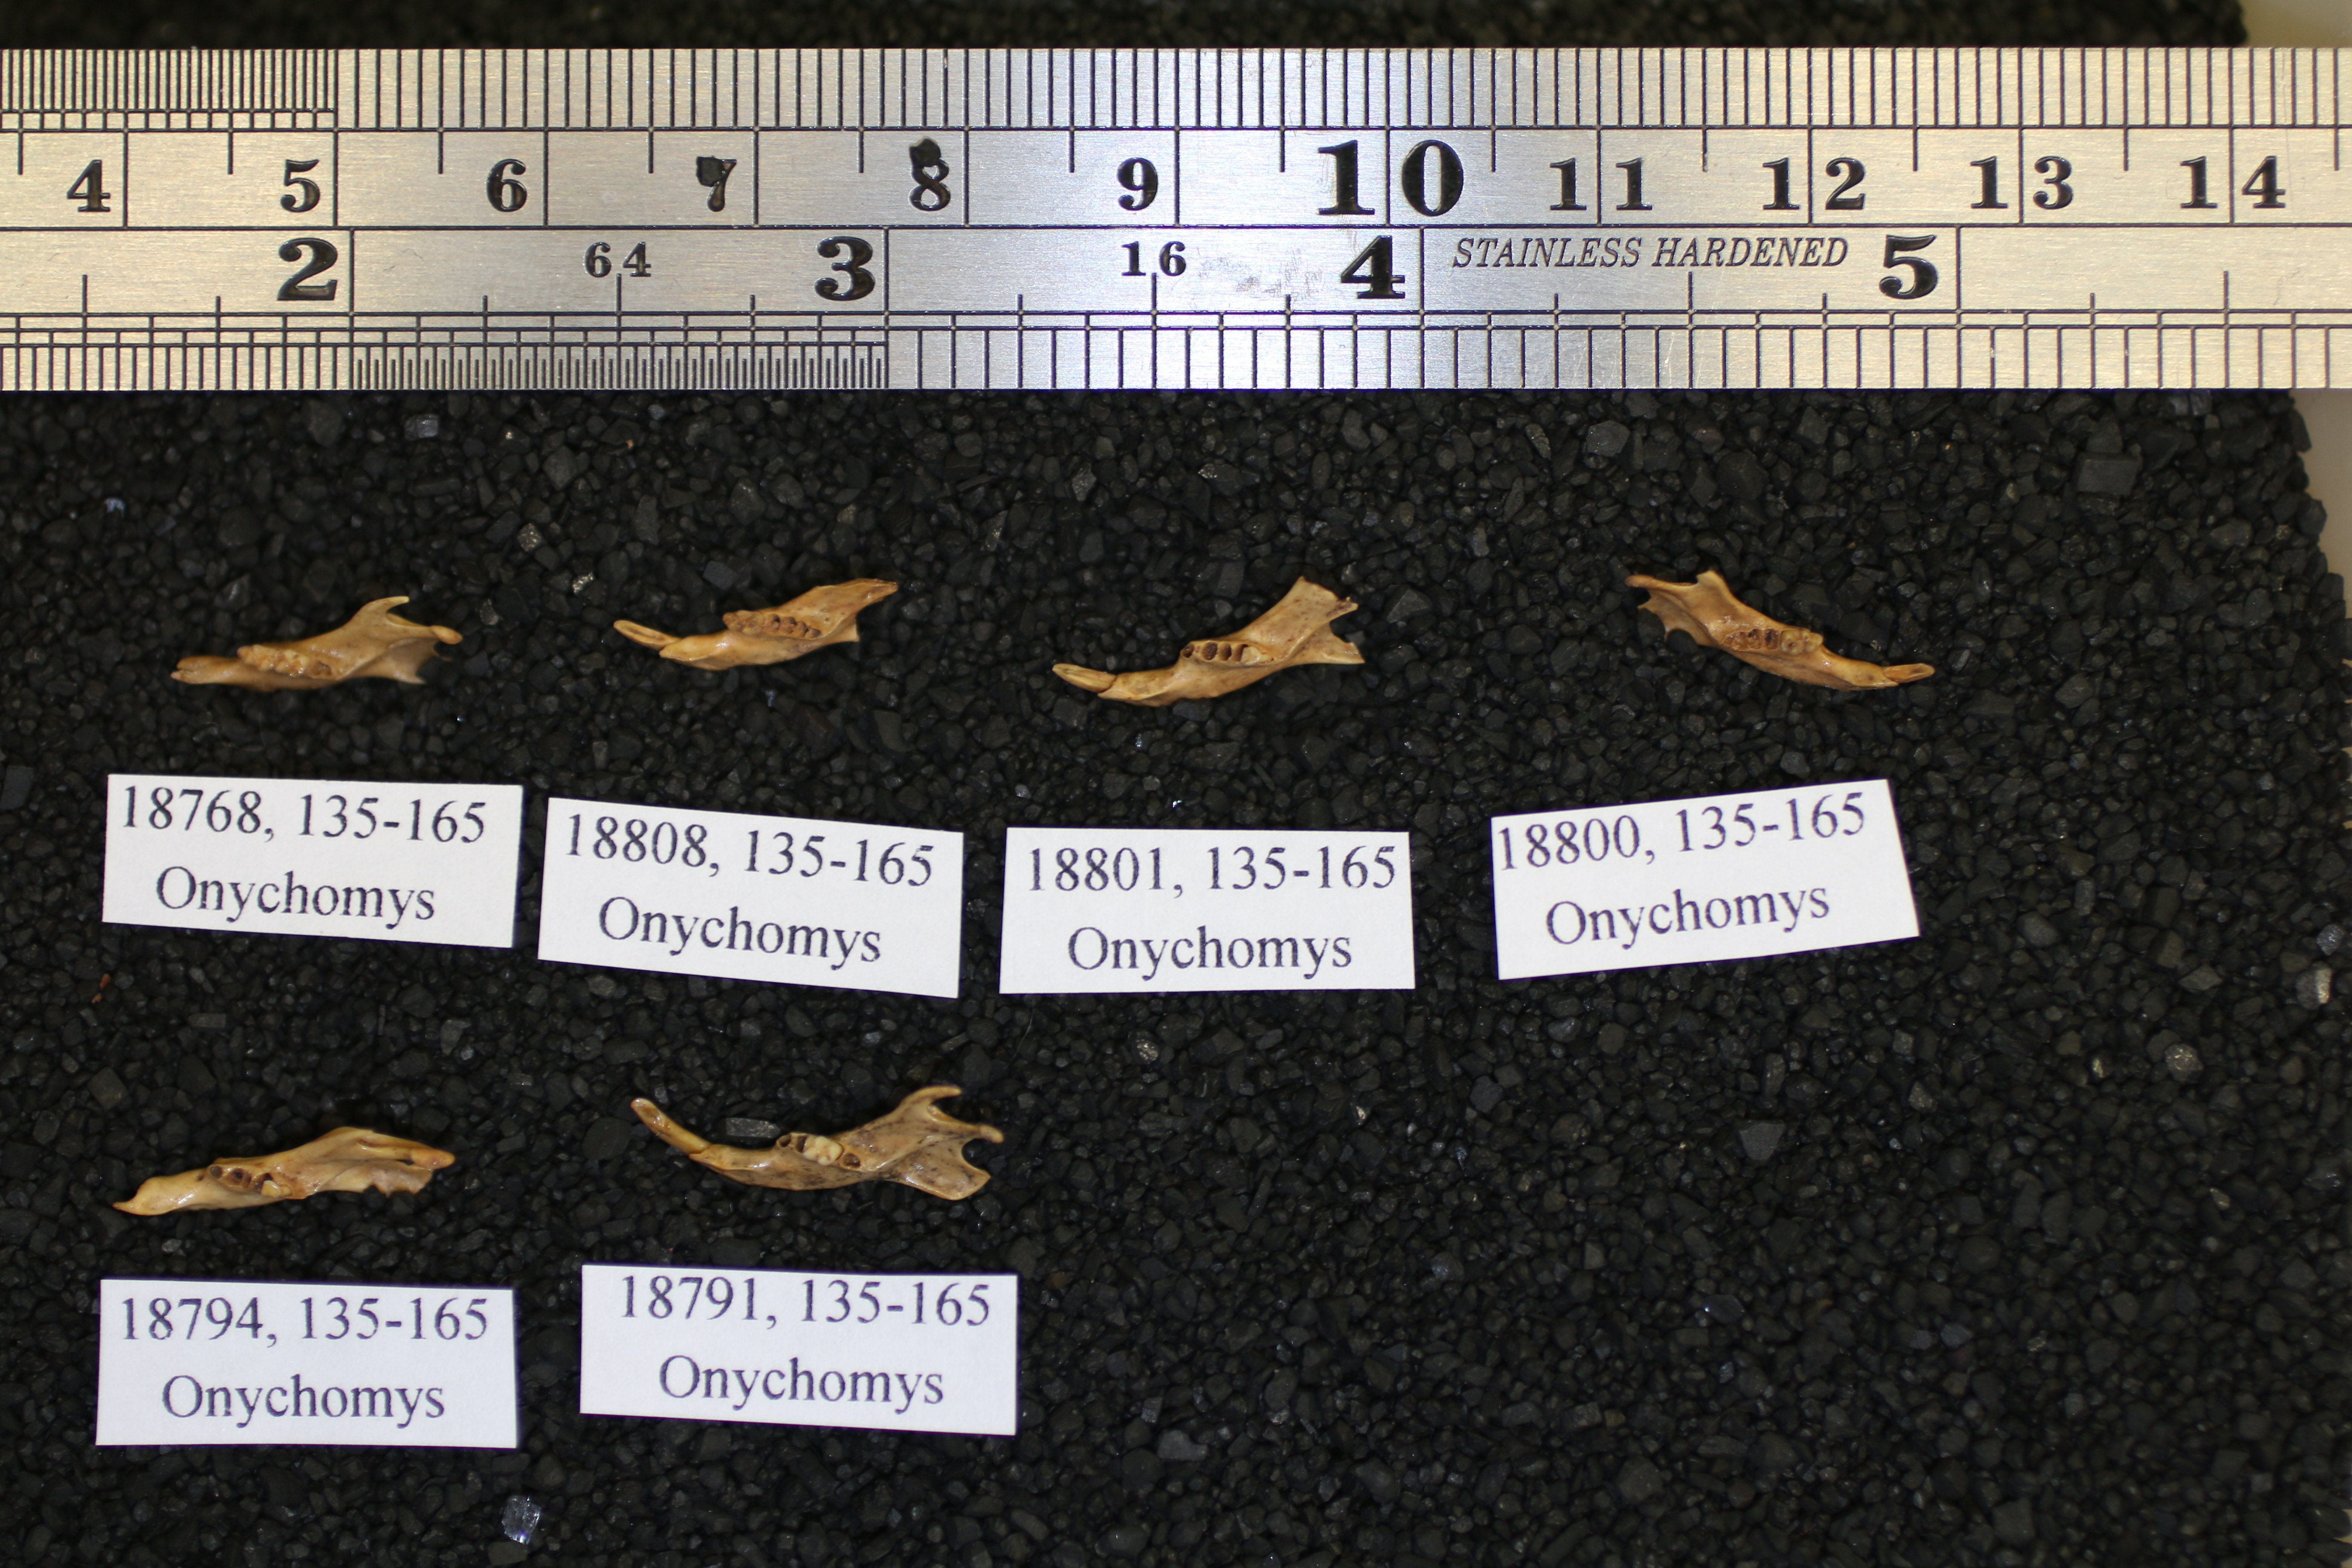 4 5 6 7 8 9 10 11 12 13 14
2 64 3 16 4 STAINLESS HARDENED 5
18768, 135-165
Onychomys
18808, 135-165
Onychomys
18801, 135-165
Onychomys
18800, 135-165
Onychomys
18794, 135-165
Onychomys
18791, 135-165
Onychomys